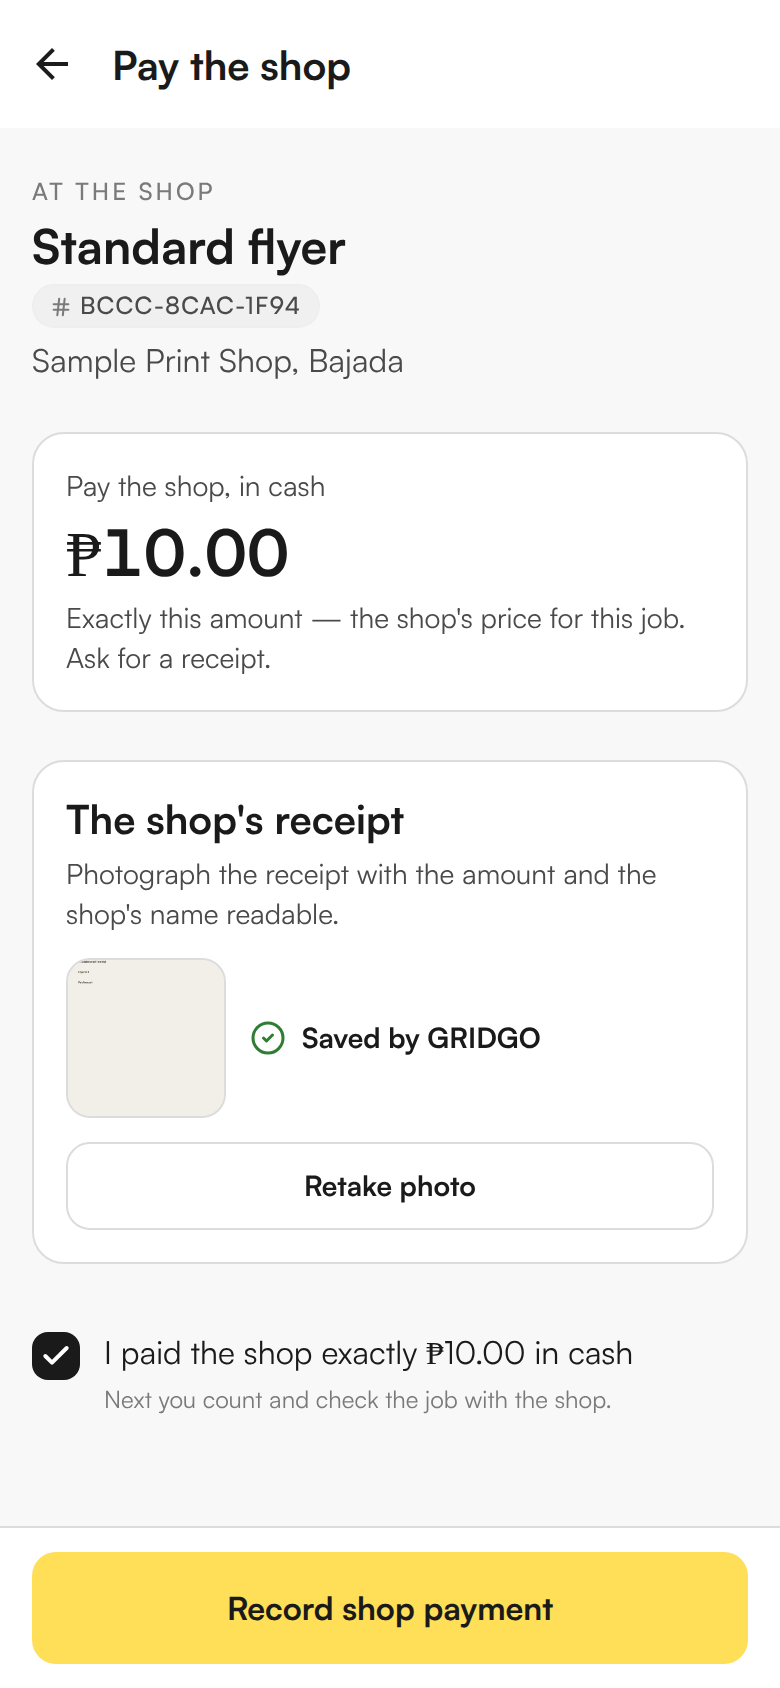 Pay the shop
AT THE SHOP
Standard flyer
# BCCC-8CAC-1F94
Sample Print Shop, Bajada
Pay the shop, in cash
₱10.00
Exactly this amount — the shop's price for this job.
Ask for a receipt.
The shop's receipt
Photograph the receipt with the amount and the
shop's name readable.
Saved by GRIDGO
Retake photo
I paid the shop exactly ₱10.00 in cash
Next you count and check the job with the shop.
Record shop payment